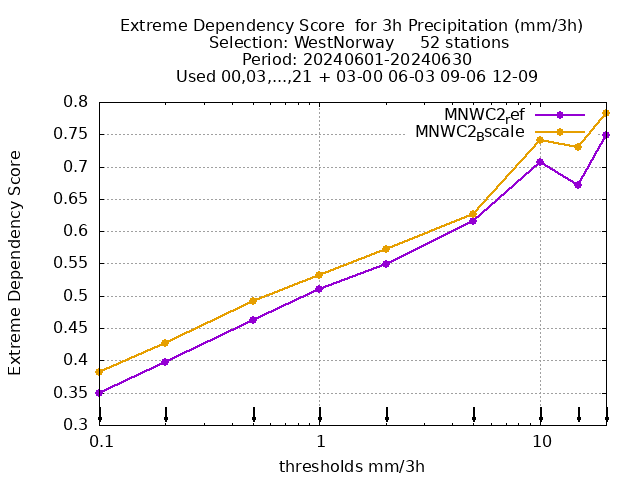 Extreme Dependency Score  for 3h Precipitation (mm/3h)
Selection: WestNorway     52 stations
Period: 20240601-20240630
Used 00,03,...,21 + 03-00 06-03 09-06 12-09
MNWC2_ref
MNWC2_Bscale
0.8
0.75
0.7
0.65
0.6
0.55
0.5
0.45
0.4
0.35
0.3
Extreme Dependency Score
0.1
1
10
thresholds mm/3h